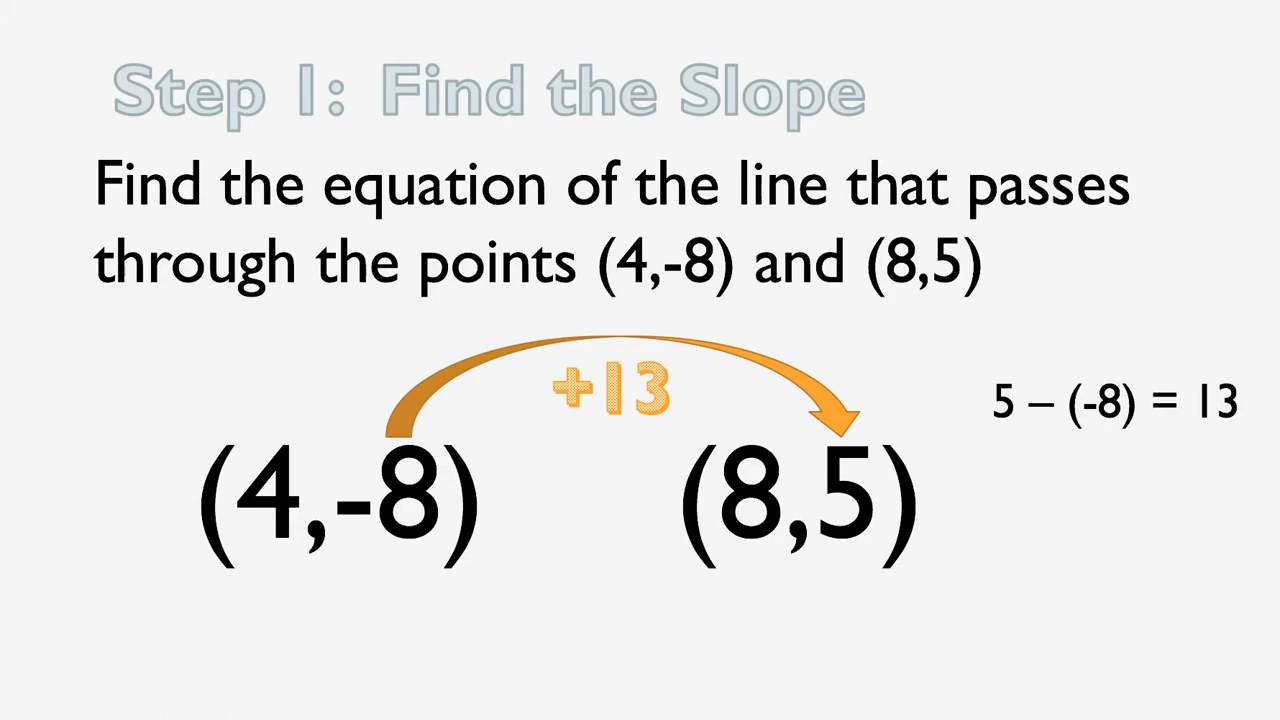 Step 1: Find the Slope
Find the equation of the line that passes
through the points (4,-8) and (8,5)
+13
5 – (-8) = 13
(4,-8) (8,5)